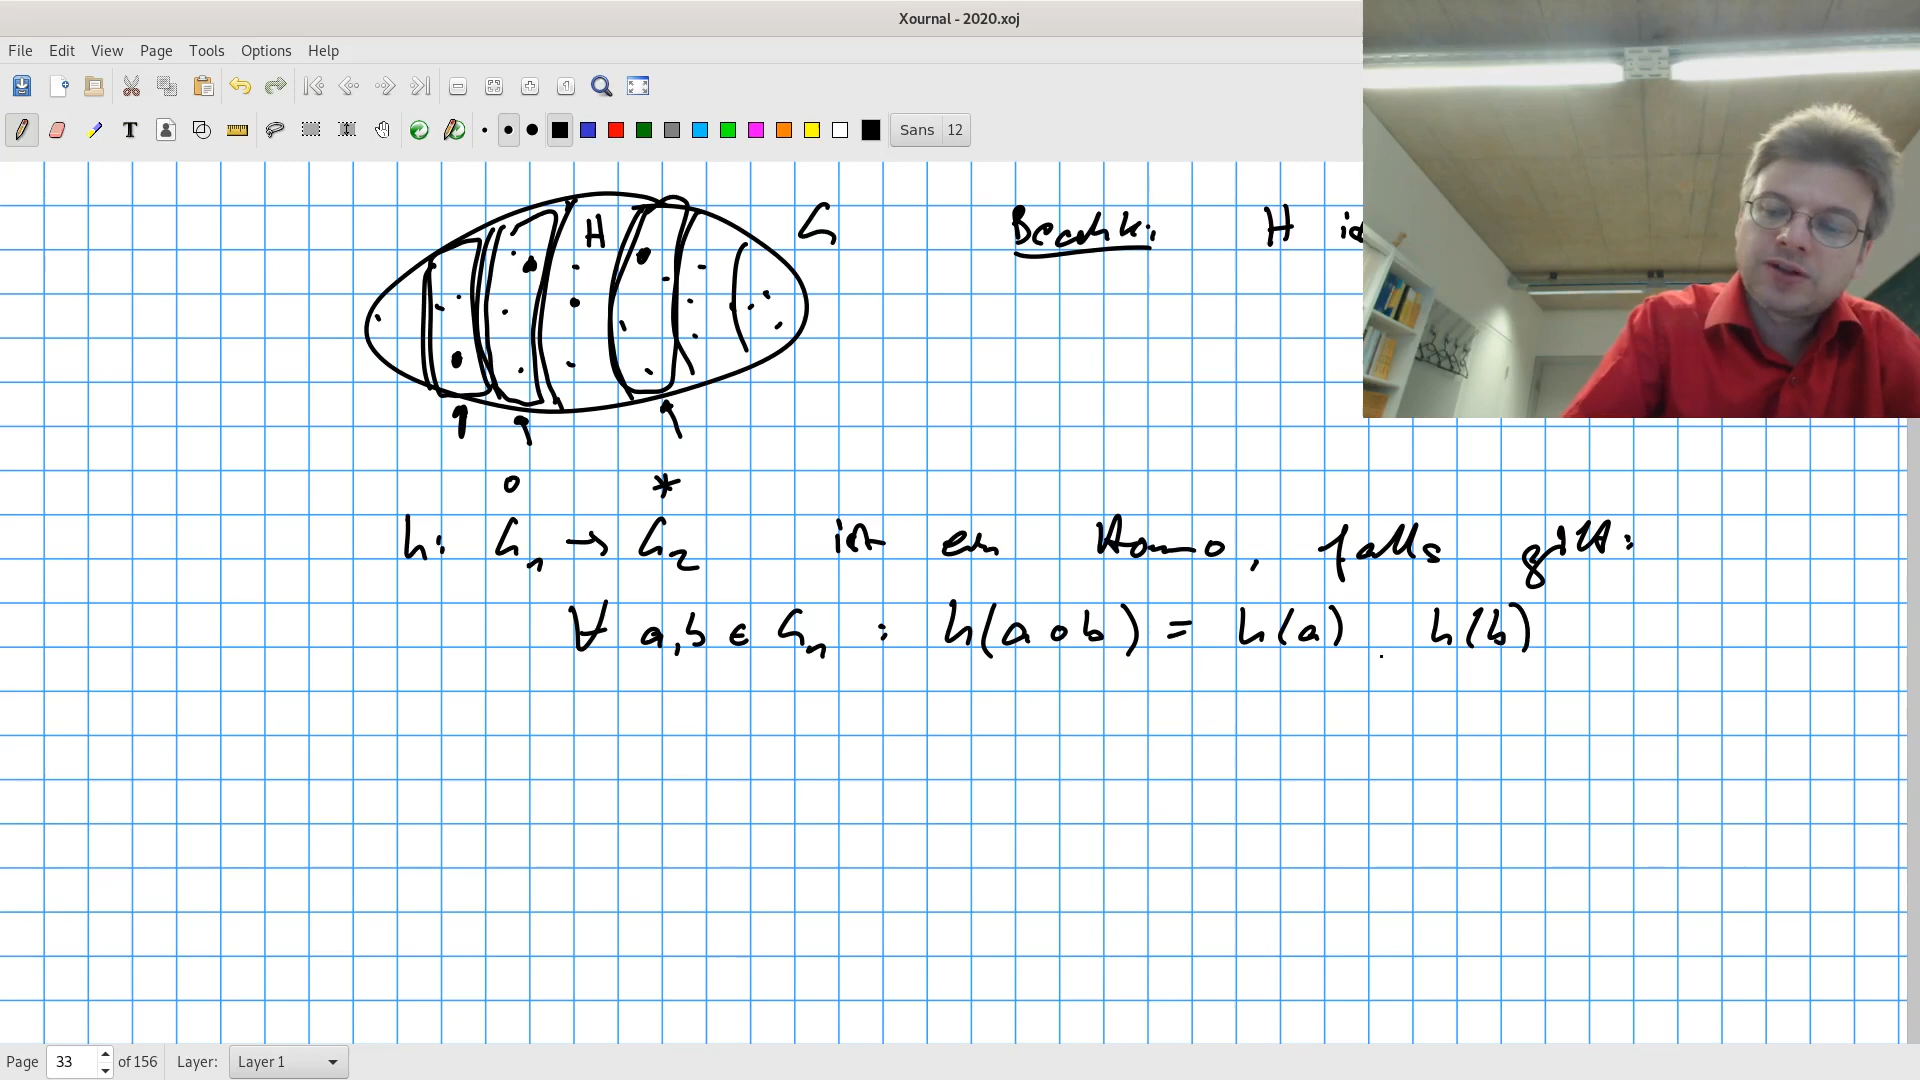 Xournal - 2020.xoj
File Edit View Page Tools Options Help
Sans 12
H G Beachte: H
∘ *
h: G₁ → G₂ ist ein Homo, falls gilt:
∀ a,b ∈ G₁ : h(a∘b) = h(a) h(b)
Page 33 of 156 Layer: Layer 1